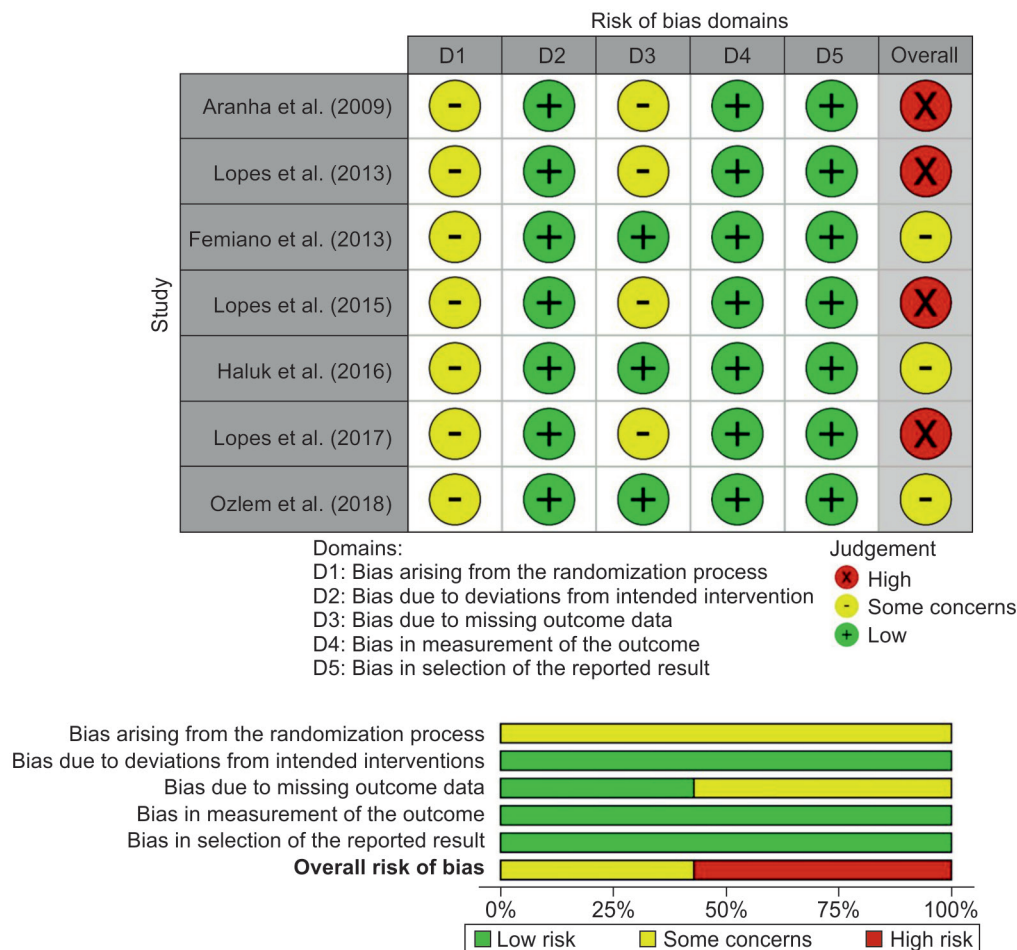 Risk of bias domains
D1 D2 D3 D4 D5 Overall
Study
Aranha et al. (2009) - + - + + X
Lopes et al. (2013) - + - + + X
Femiano et al. (2013) - + + + + -
Lopes et al. (2015) - + - + + X
Haluk et al. (2016) - + + + + -
Lopes et al. (2017) - + - + + X
Ozlem et al. (2018) - + + + + -
Domains:
D1: Bias arising from the randomization process
D2: Bias due to deviations from intended intervention
D3: Bias due to missing outcome data
D4: Bias in measurement of the outcome
D5: Bias in selection of the reported result
Judgement
X High
- Some concerns
+ Low
Bias arising from the randomization process
Bias due to deviations from intended interventions
Bias due to missing outcome data
Bias in measurement of the outcome
Bias in selection of the reported result
Overall risk of bias
0% 25% 50% 75% 100%
Low risk Some concerns High risk